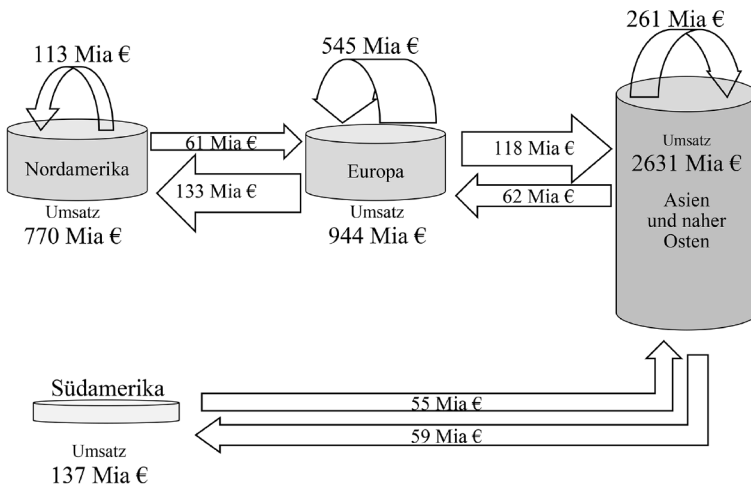 113 Mia €
545 Mia €
261 Mia €
61 Mia €
118 Mia €
Umsatz
2631 Mia €
Nordamerika
Europa
133 Mia €
62 Mia €
Asien
und naher
Osten
Umsatz
770 Mia €
Umsatz
944 Mia €
Südamerika
55 Mia €
59 Mia €
Umsatz
137 Mia €